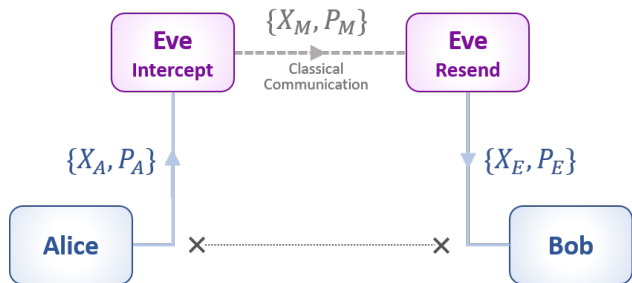 {X_M, P_M}
Eve
Intercept
Classical
Communication
Eve
Resend
{X_A, P_A}
{X_E, P_E}
Alice
Bob